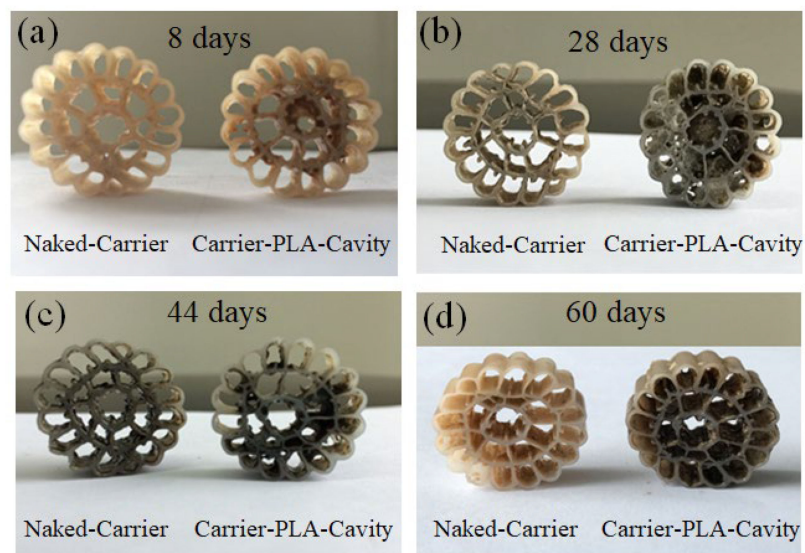 (a)
8 days
Naked-Carrier
Carrier-PLA-Cavity
(b)
28 days
Naked-Carrier
Carrier-PLA-Cavity
(c)
44 days
Naked-Carrier
Carrier-PLA-Cavity
(d)
60 days
Naked-Carrier
Carrier-PLA-Cavity